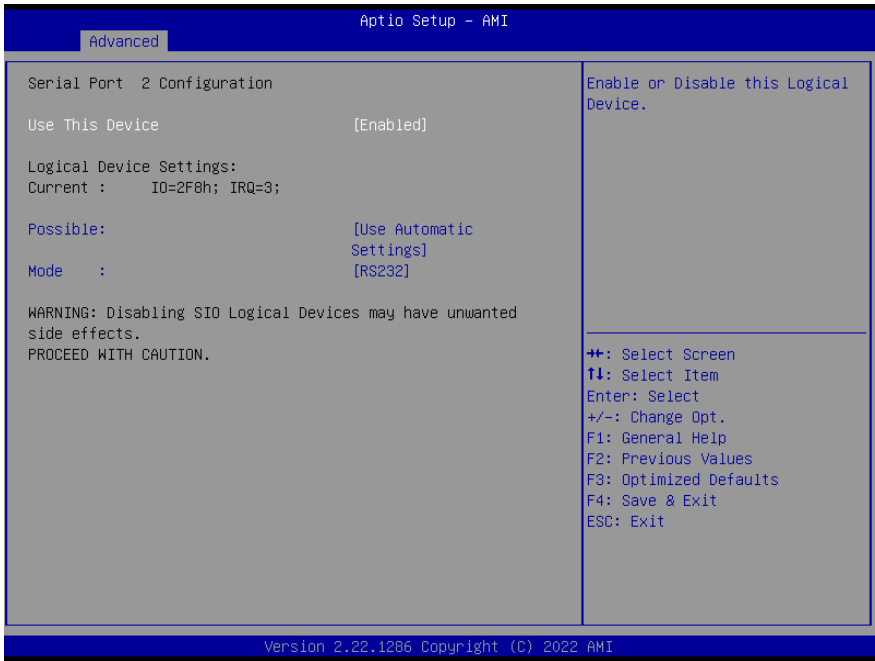 Aptio Setup – AMI
Advanced
Serial Port  2 Configuration
Use This Device [Enabled]
Logical Device Settings:
Current :     IO=2F8h; IRQ=3;
Possible: [Use Automatic
Settings]
Mode    : [RS232]
WARNING: Disabling SIO Logical Devices may have unwanted
side effects.
PROCEED WITH CAUTION.
Enable or Disable this Logical
Device.
→←: Select Screen
↑↓: Select Item
Enter: Select
+/-: Change Opt.
F1: General Help
F2: Previous Values
F3: Optimized Defaults
F4: Save & Exit
ESC: Exit
Version 2.22.1286 Copyright (C) 2022 AMI